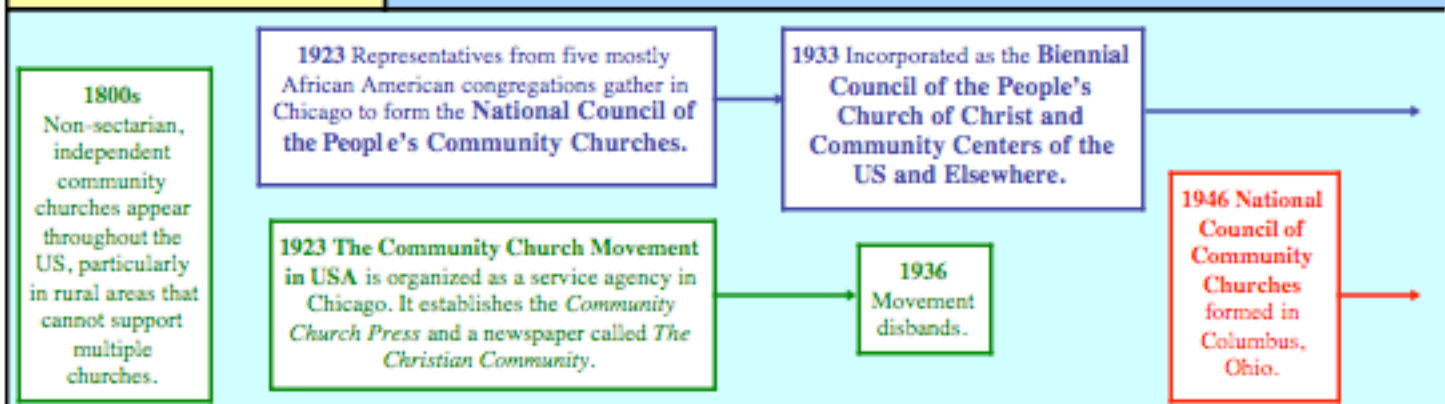 1800s
Non-sectarian,
independent
community
churches appear
throughout the
US, particularly
in rural areas that
cannot support
multiple
churches.
1923 Representatives from five mostly
African American congregations gather in
Chicago to form the National Council of
the People's Community Churches.
1933 Incorporated as the Biennial
Council of the People's
Church of Christ and
Community Centers of the
US and Elsewhere.
1923 The Community Church Movement
in USA is organized as a service agency in
Chicago. It establishes the Community
Church Press and a newspaper called The
Christian Community.
1936
Movement
disbands.
1946 National
Council of
Community
Churches
formed in
Columbus,
Ohio.